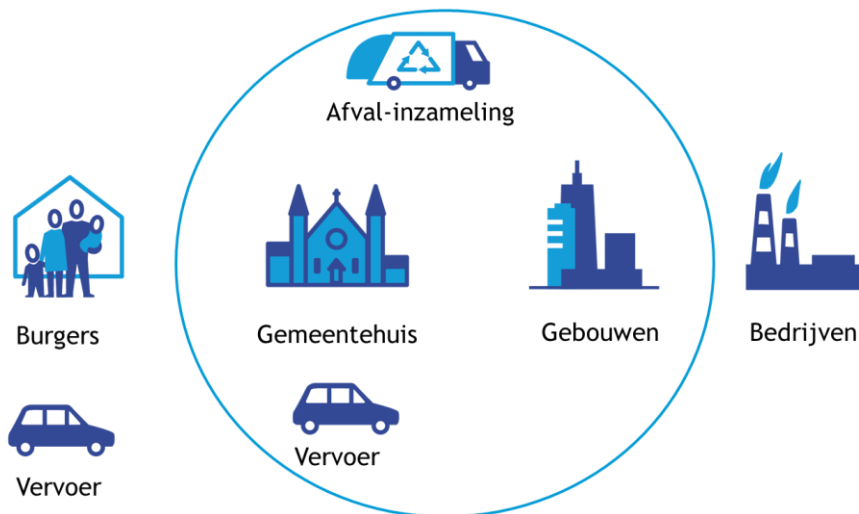 Afval-inzameling
Burgers
Gemeentehuis
Gebouwen
Bedrijven
Vervoer
Vervoer